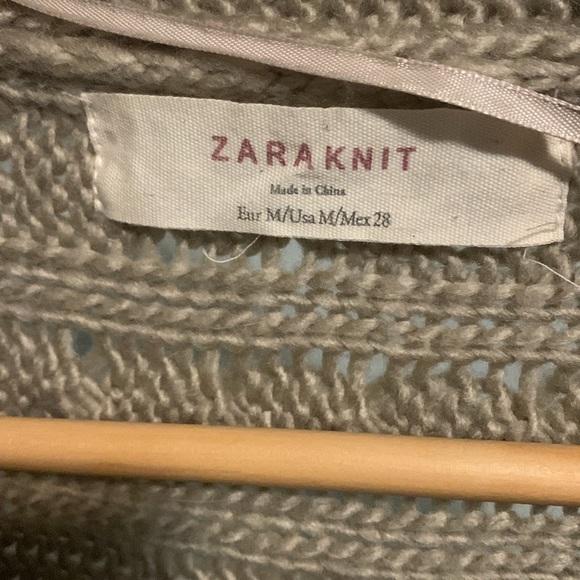 ZARA KNIT
Made in China
Eur M/Usa M/Mex 28